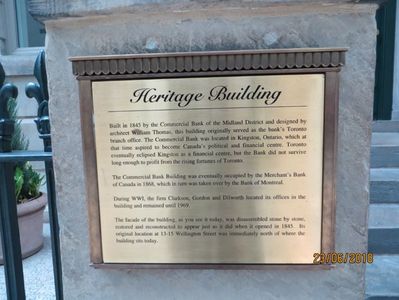 Heritage Building
Built in 1845 by the Commercial Bank of the Midland District and designed by
architect William Thomas, this building originally served as the bank's Toronto
branch office. The Commercial Bank was located in Kingston, Ontario, which at
that time aspired to become Canada's political and financial centre. Toronto
eventually eclipsed Kingston as a financial centre, but the Bank did not survive
long enough to profit from the rising fortunes of Toronto.
The Commercial Bank Building was eventually occupied by the Merchant's Bank
of Canada in 1868, which in turn was taken over by the Bank of Montreal.
During WWI, the firm Clarkson, Gordon and Dilworth located its offices in the
building and remained until 1969.
The facade of the building, as you see it today, was disassembled stone by stone,
restored and reconstructed to appear just as it did when it opened in 1845. Its
original location at 13-15 Wellington Street was immediately north of where the
building sits today.
23/06/2018